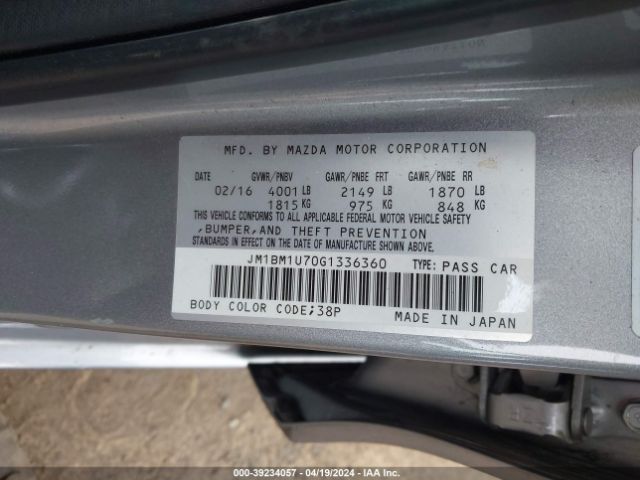 MFD. BY MAZDA MOTOR CORPORATION
DATE GVWR/PNBV GAWR/PNBE FRT GAWR/PNBE RR
02/16 4001 LB 2149 LB 1870 LB
1815 KG 975 KG 848 KG
THIS VEHICLE CONFORMS TO ALL APPLICABLE FEDERAL MOTOR VEHICLE SAFETY
,BUMPER,AND THEFT PREVENTION
STANDARDS IN EFFECT ON THE DATE OF MANUFACTURE SHOWN ABOVE.
JM1BM1U70G1336360 TYPE: PASS CAR
BODY COLOR CODE;38P MADE IN JAPAN
000-39234057 - 04/19/2024 - IAAI.COM